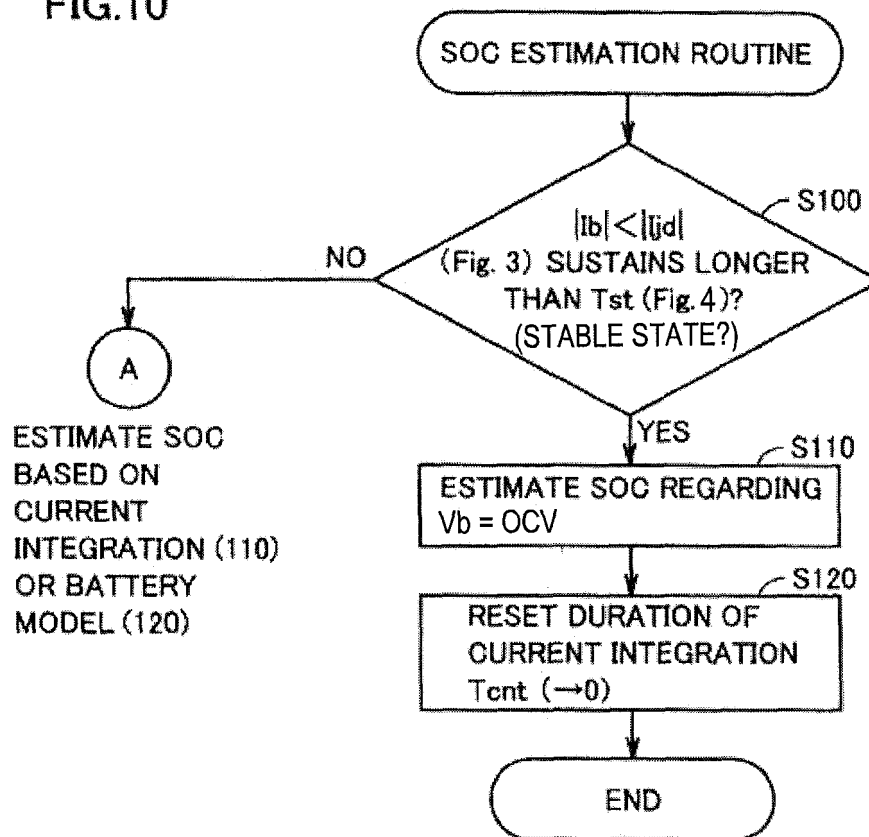 FIG.10
SOC ESTIMATION ROUTINE
S100
|Ib|<|Ijd|
(Fig. 3) SUSTAINS LONGER
THAN Tst (Fig.4)?
(STABLE STATE?)
NO
A
ESTIMATE SOC
BASED ON
CURRENT
INTEGRATION (110)
OR BATTERY
MODEL (120)
YES
S110
ESTIMATE SOC REGARDING
Vb = OCV
S120
RESET DURATION OF
CURRENT INTEGRATION
Tcnt (→0)
END